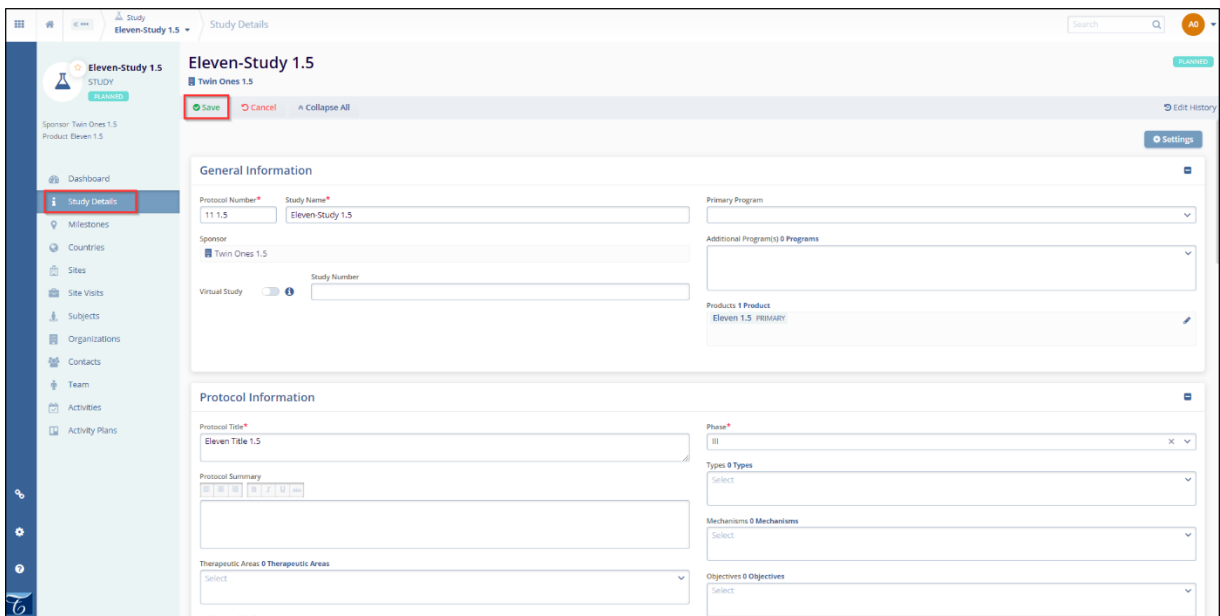 Study
Eleven-Study 1.5
Study Details
Search
A0
Eleven-Study 1.5
STUDY
PLANNED
Sponsor Twin Ones 1.5
Product Eleven 1.5
Dashboard
Study Details
Milestones
Countries
Sites
Site Visits
Subjects
Organizations
Contacts
Team
Activities
Activity Plans
Eleven-Study 1.5
Twin Ones 1.5
PLANNED
Save
Cancel
Collapse All
Edit History
Settings
General Information
Protocol Number*
Study Name*
11 1.5
Eleven-Study 1.5
Sponsor
Twin Ones 1.5
Virtual Study
Study Number
Primary Program
Additional Program(s) 0 Programs
Products 1 Product
Eleven 1.5 PRIMARY
Protocol Information
Protocol Title*
Eleven Title 1.5
Protocol Summary
B I U abc
Therapeutic Areas 0 Therapeutic Areas
Select
Phase*
III
Types 0 Types
Select
Mechanisms 0 Mechanisms
Select
Objectives 0 Objectives
Select